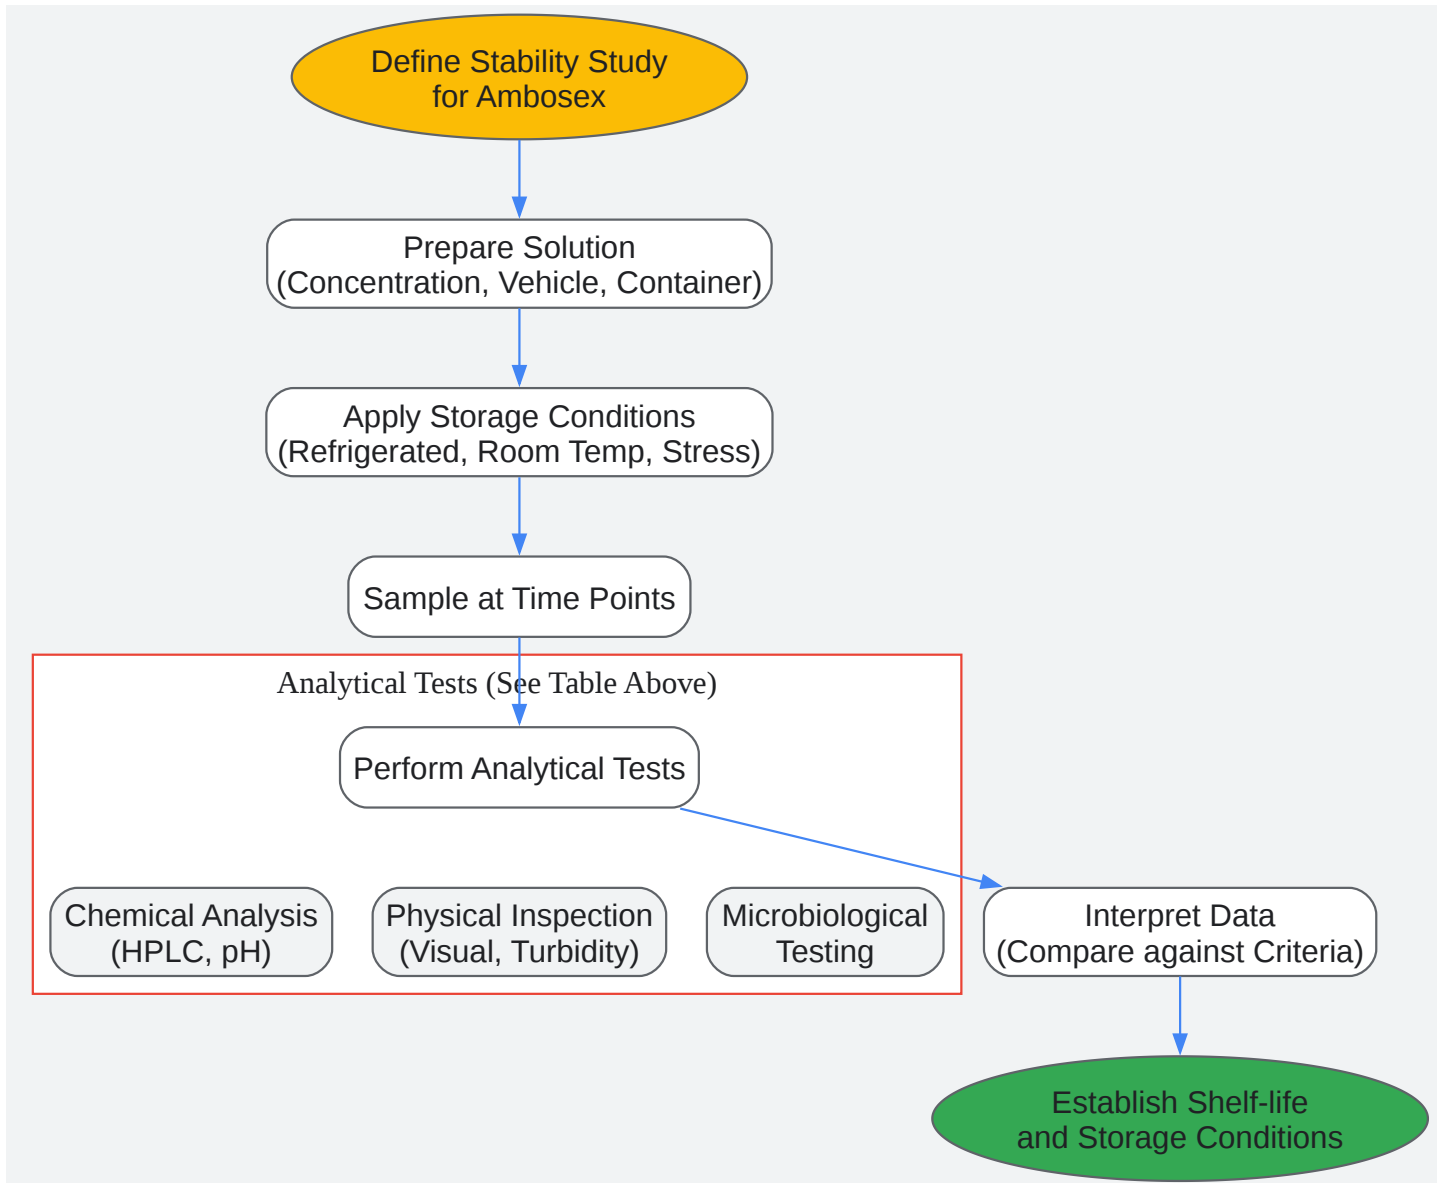 Define Stability Study
for Ambosex
Prepare Solution
(Concentration, Vehicle, Container)
Apply Storage Conditions
(Refrigerated, Room Temp, Stress)
Sample at Time Points
Analytical Tests (See Table Above)
Perform Analytical Tests
Chemical Analysis
(HPLC, pH)
Physical Inspection
(Visual, Turbidity)
Microbiological
Testing
Interpret Data
(Compare against Criteria)
Establish Shelf-life
and Storage Conditions